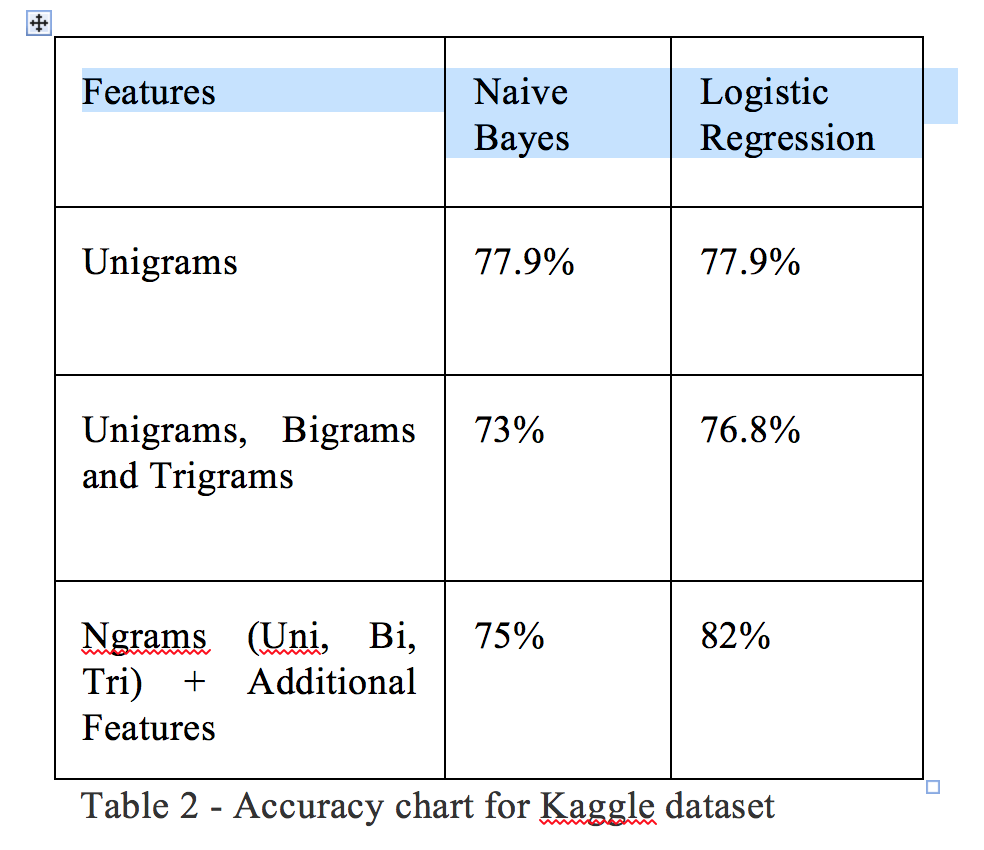 Features Naive Logistic
Bayes Regression
Unigrams 77.9% 77.9%
Unigrams, Bigrams 73% 76.8%
and Trigrams
Ngrams (Uni, Bi, 75% 82%
Tri) + Additional
Features
Table 2 - Accuracy chart for Kaggle dataset